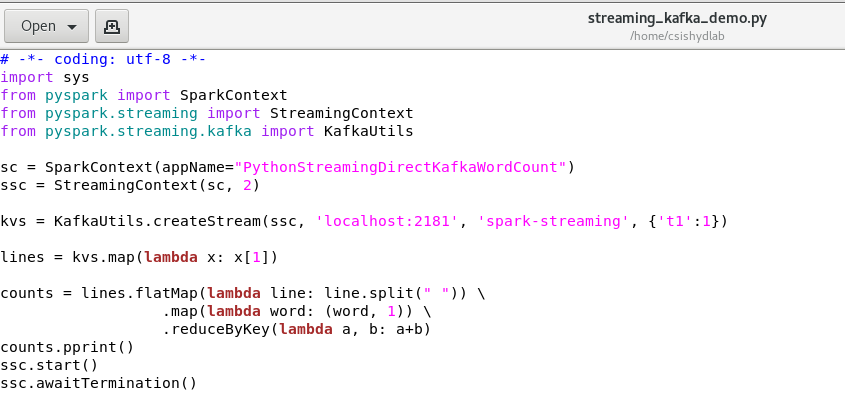 Open
streaming_kafka_demo.py
/home/csishydlab
# -*- coding: utf-8 -*-
import sys
from pyspark import SparkContext
from pyspark.streaming import StreamingContext
from pyspark.streaming.kafka import KafkaUtils

sc = SparkContext(appName="PythonStreamingDirectKafkaWordCount")
ssc = StreamingContext(sc, 2)

kvs = KafkaUtils.createStream(ssc, 'localhost:2181', 'spark-streaming', {'t1':1})

lines = kvs.map(lambda x: x[1])

counts = lines.flatMap(lambda line: line.split(" ")) \
                  .map(lambda word: (word, 1)) \
                  .reduceByKey(lambda a, b: a+b)
counts.pprint()
ssc.start()
ssc.awaitTermination()